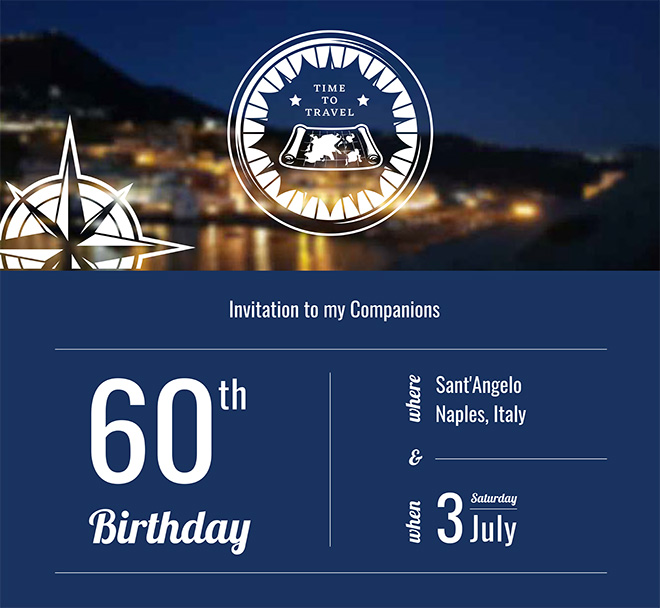 TIME
TO
TRAVEL
Invitation to my Companions
60th
Birthday
where
Sant'Angelo
Naples, Italy
&
when
3 Saturday
July